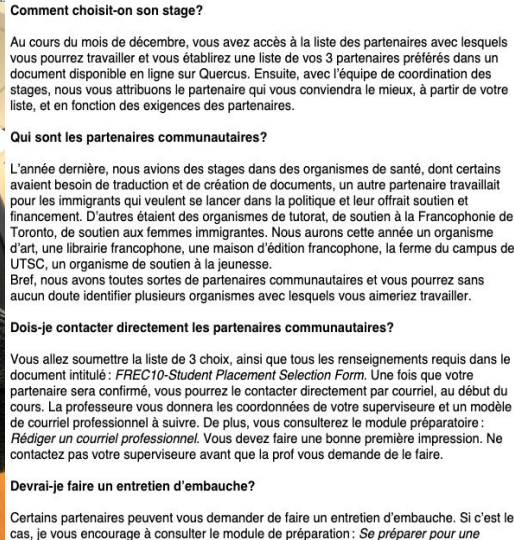 Comment choisit-on son stage?
Au cours du mois de décembre, vous avez accès à la liste des partenaires avec lesquels
vous pourrez travailler et vous établirez une liste de vos 3 partenaires préférés dans un
document disponible en ligne sur Quercus. Ensuite, avec l'équipe de coordination des
stages, nous vous attribuons le partenaire qui vous conviendra le mieux, à partir de votre
liste, et en fonction des exigences des partenaires.
Qui sont les partenaires communautaires?
L'année dernière, nous avions des stages dans des organismes de santé, dont certains
avaient besoin de traduction et de création de documents, un autre partenaire travaillait
pour les immigrants qui veulent se lancer dans la politique et leur offrait soutien et
financement. D'autres étaient des organismes de tutorat, de soutien à la Francophonie de
Toronto, de soutien aux femmes immigrantes. Nous aurons cette année un organisme
d'art, une librairie francophone, une maison d'édition francophone, la ferme du campus de
UTSC, un organisme de soutien à la jeunesse.
Bref, nous avons toutes sortes de partenaires communautaires et vous pourrez sans
aucun doute identifier plusieurs organismes avec lesquels vous aimeriez travailler.
Dois-je contacter directement les partenaires communautaires?
Vous allez soumettre la liste de 3 choix, ainsi que tous les renseignements requis dans le
document intitulé : FREC10-Student Placement Selection Form. Une fois que votre
partenaire sera confirmé, vous pourrez le contacter directement par courriel, au début du
cours. La professeure vous donnera les coordonnées de votre superviseure et un modèle
de courriel professionnel à suivre. De plus, vous consulterez le module préparatoire :
Rédiger un courriel professionnel. Vous devez faire une bonne première impression. Ne
contactez pas votre superviseure avant que la prof vous demande de le faire.
Devrai-je faire un entretien d'embauche?
Certains partenaires peuvent vous demander de faire un entretien d'embauche. Si c'est le
cas, je vous encourage à consulter le module de préparation : Se préparer pour une